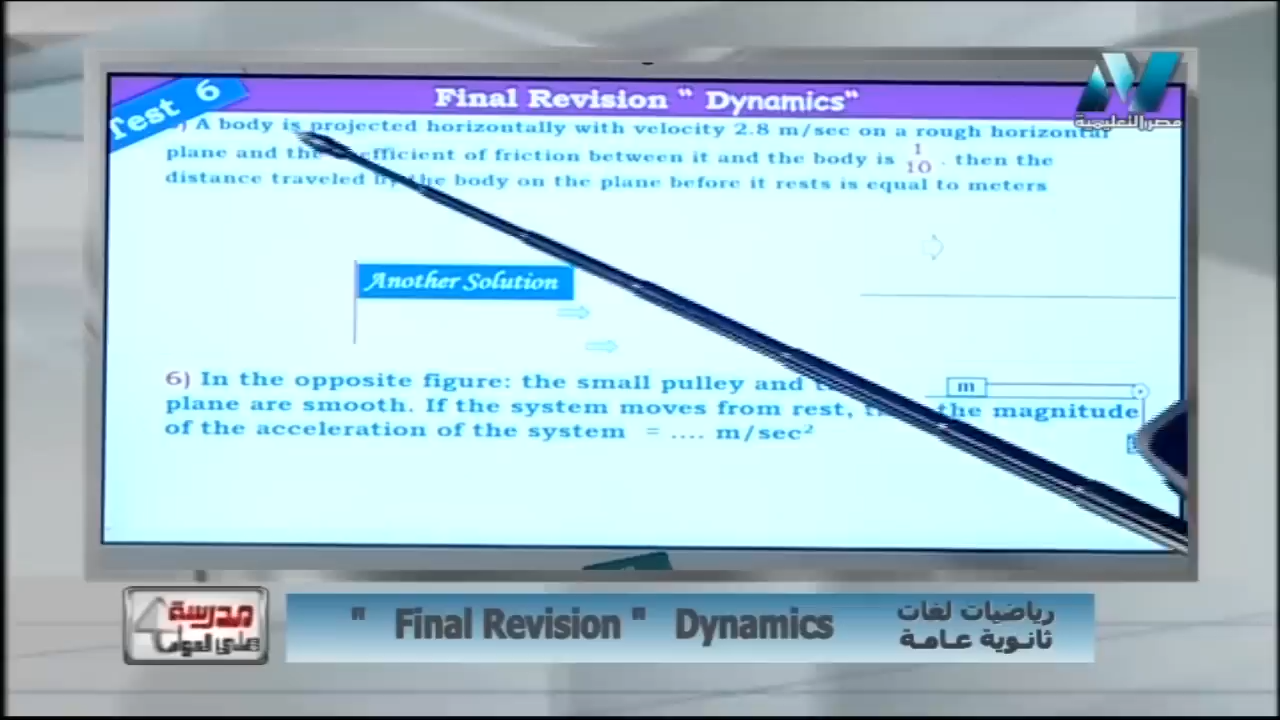 Test 6
Final Revision " Dynamics"
مصر التعليمية
) A body is projected horizontally with velocity 2.8 m/sec on a rough horizontal
plane and the coefficient of friction between it and the body is 1/10 . then the
distance traveled by the body on the plane before it rests is equal to meters
Another Solution
6) In the opposite figure: the small pulley and
plane are smooth. If the system moves from rest, the magnitude
of the acceleration of the system = .... m/sec²
m
مدرسة
على الهواء
" Final Revision " Dynamics
رياضيات لغات
ثانوية عامة